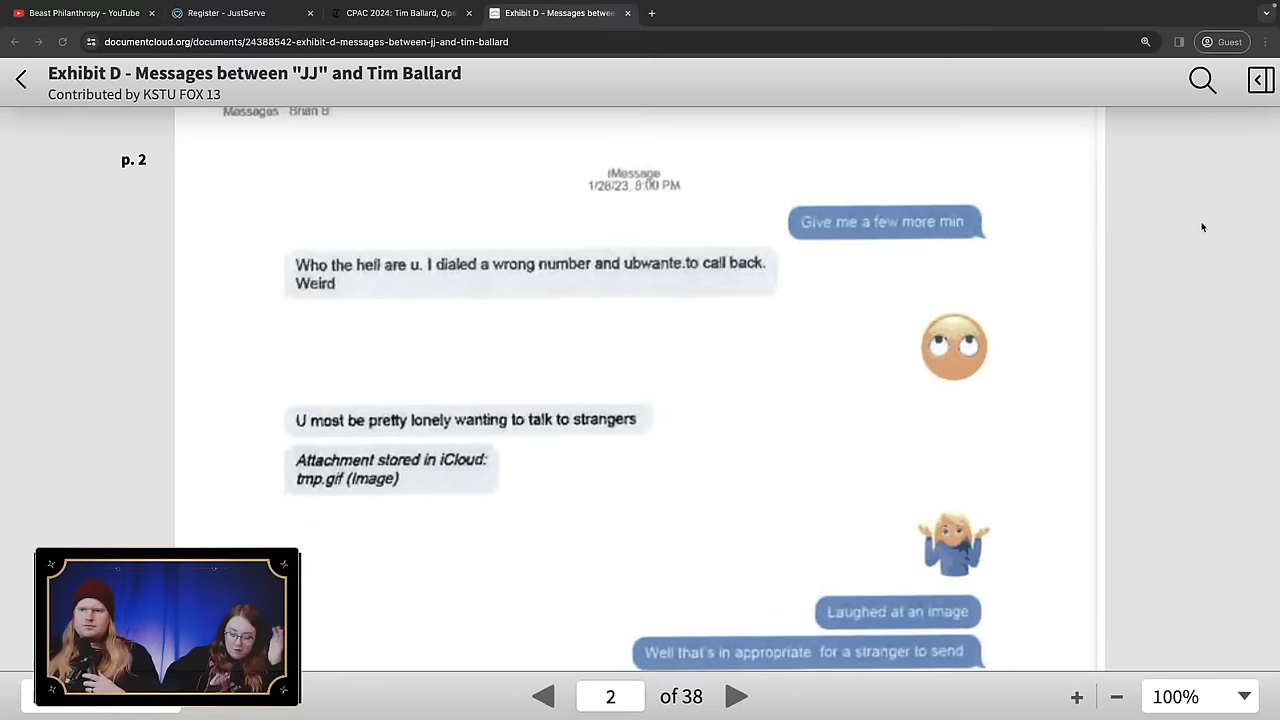 Beast Philanthropy - YouTube
Register - JustServe
CPAC 2024: Tim Ballard, Ope
Exhibit D - Messages betwee
documentcloud.org/documents/24388542-exhibit-d-messages-between-jj-and-tim-ballard
Guest
Exhibit D - Messages between "JJ" and Tim Ballard
Contributed by KSTU FOX 13
Messages Brian B
p. 2
iMessage
1/28/23, 9:00 PM
Give me a few more min
Who the hell are u. I dialed a wrong number and ubwante.to call back.
Weird
U most be pretty lonely wanting to talk to strangers
Attachment stored in iCloud:
tmp.gif (Image)
Laughed at an image
Well that's in appropriate for a stranger to send
2 of 38
100%